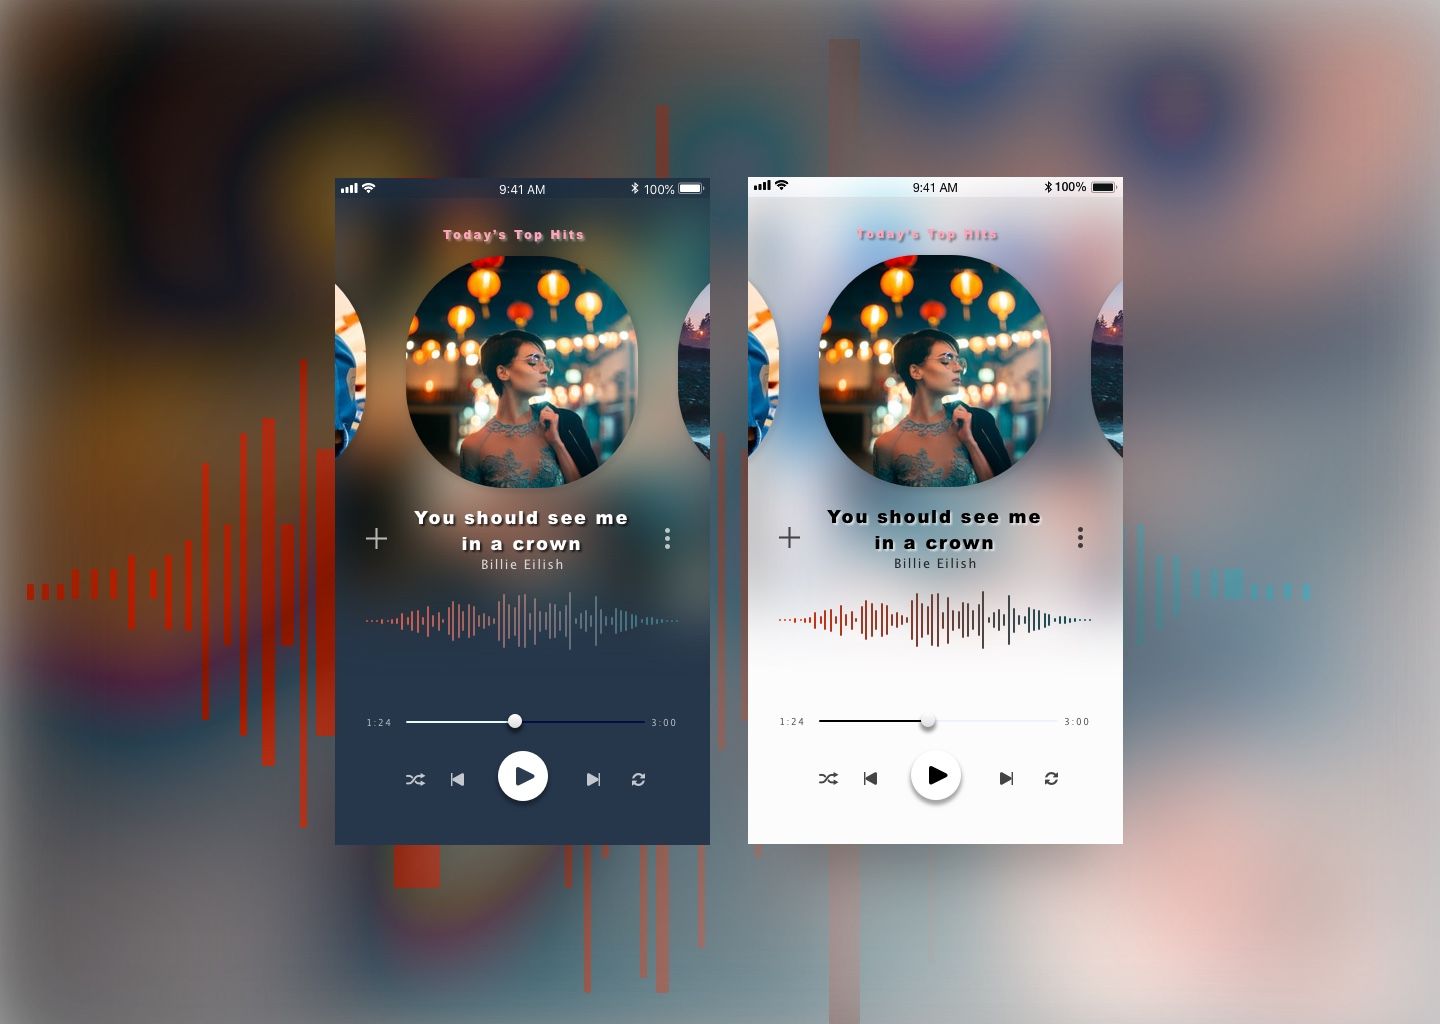 9:41 AM
100%
Today's Top Hits
You should see me
in a crown
Billie Eilish
1:24
3:00
9:41 AM
100%
Today's Top Hits
You should see me
in a crown
Billie Eilish
1:24
3:00